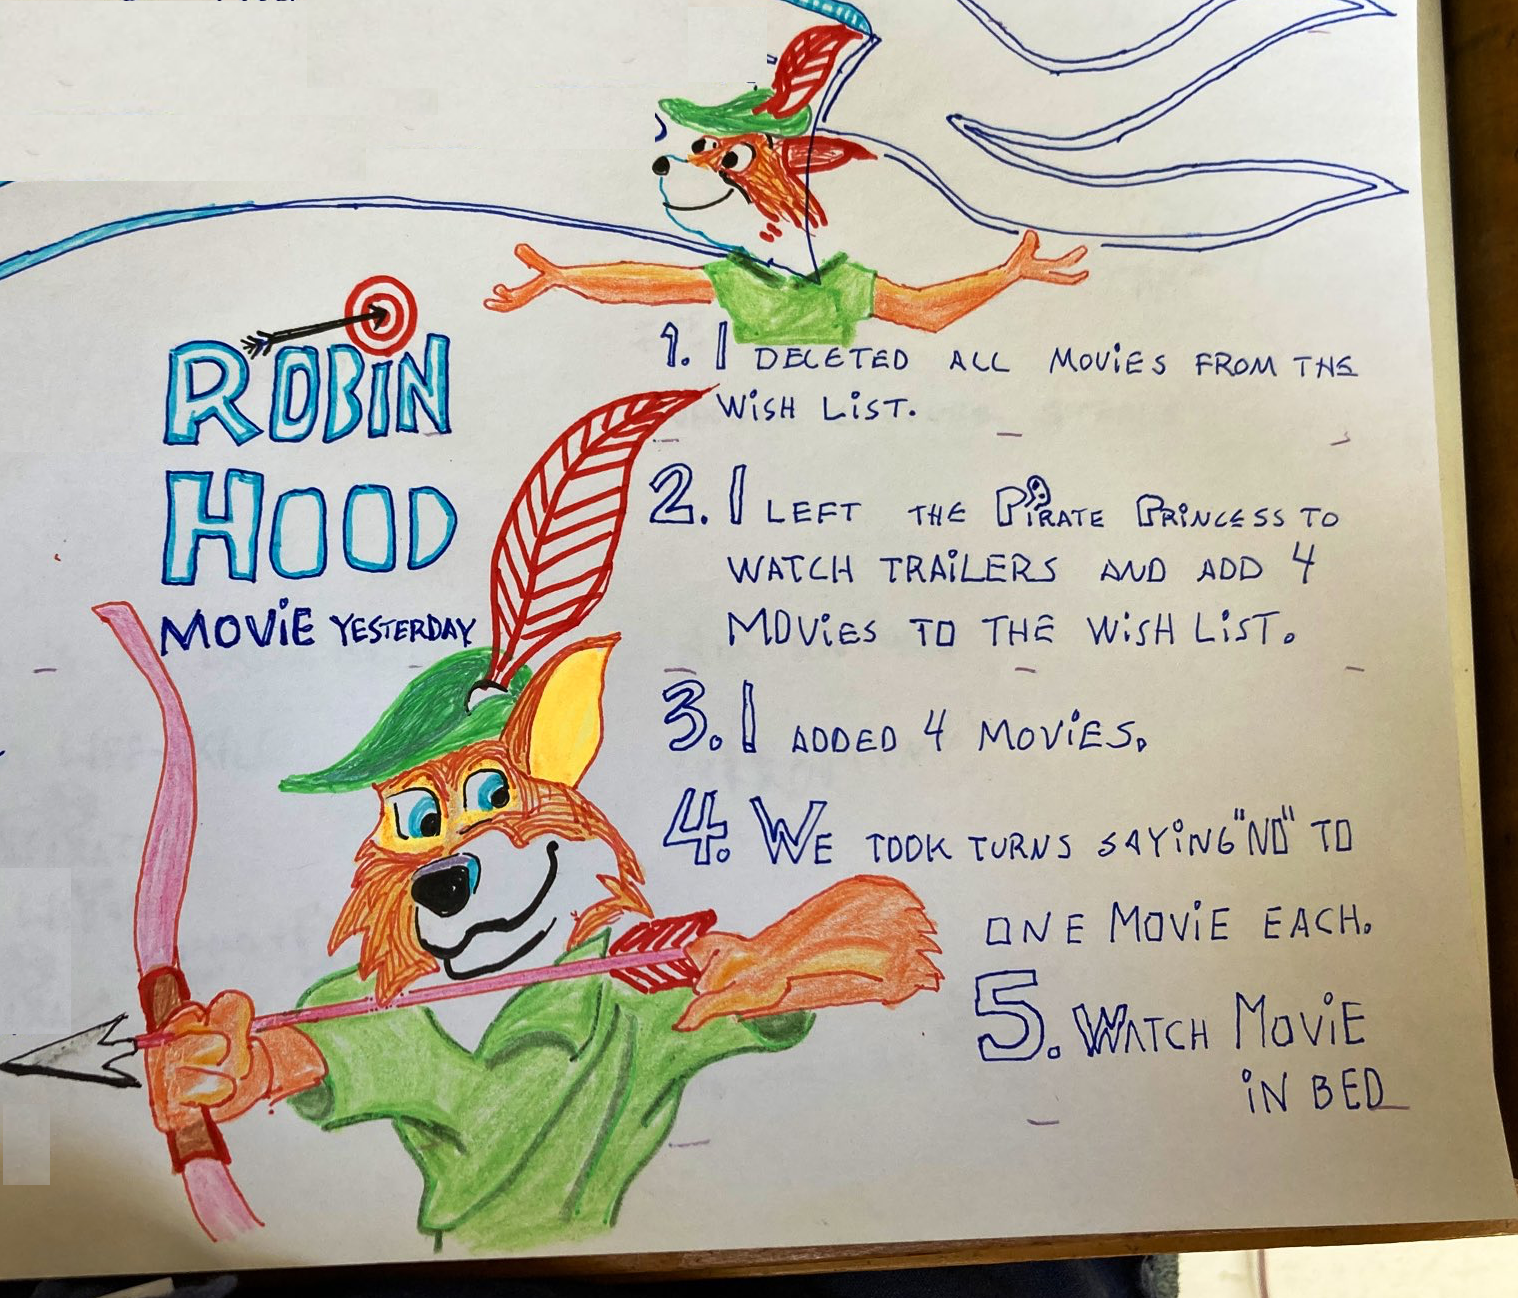 ROBIN
HOOD
MOVIE YESTERDAY
1. I DELETED ALL MOVIES FROM THE
WISH LIST.
2. I LEFT THE PIRATE PRINCESS TO
WATCH TRAILERS AND ADD 4
MOVIES TO THE WISH LIST.
3. I ADDED 4 MOVIES.
4. WE TOOK TURNS SAYING "NO" TO
ONE MOVIE EACH.
5. WATCH MOVIE
IN BED